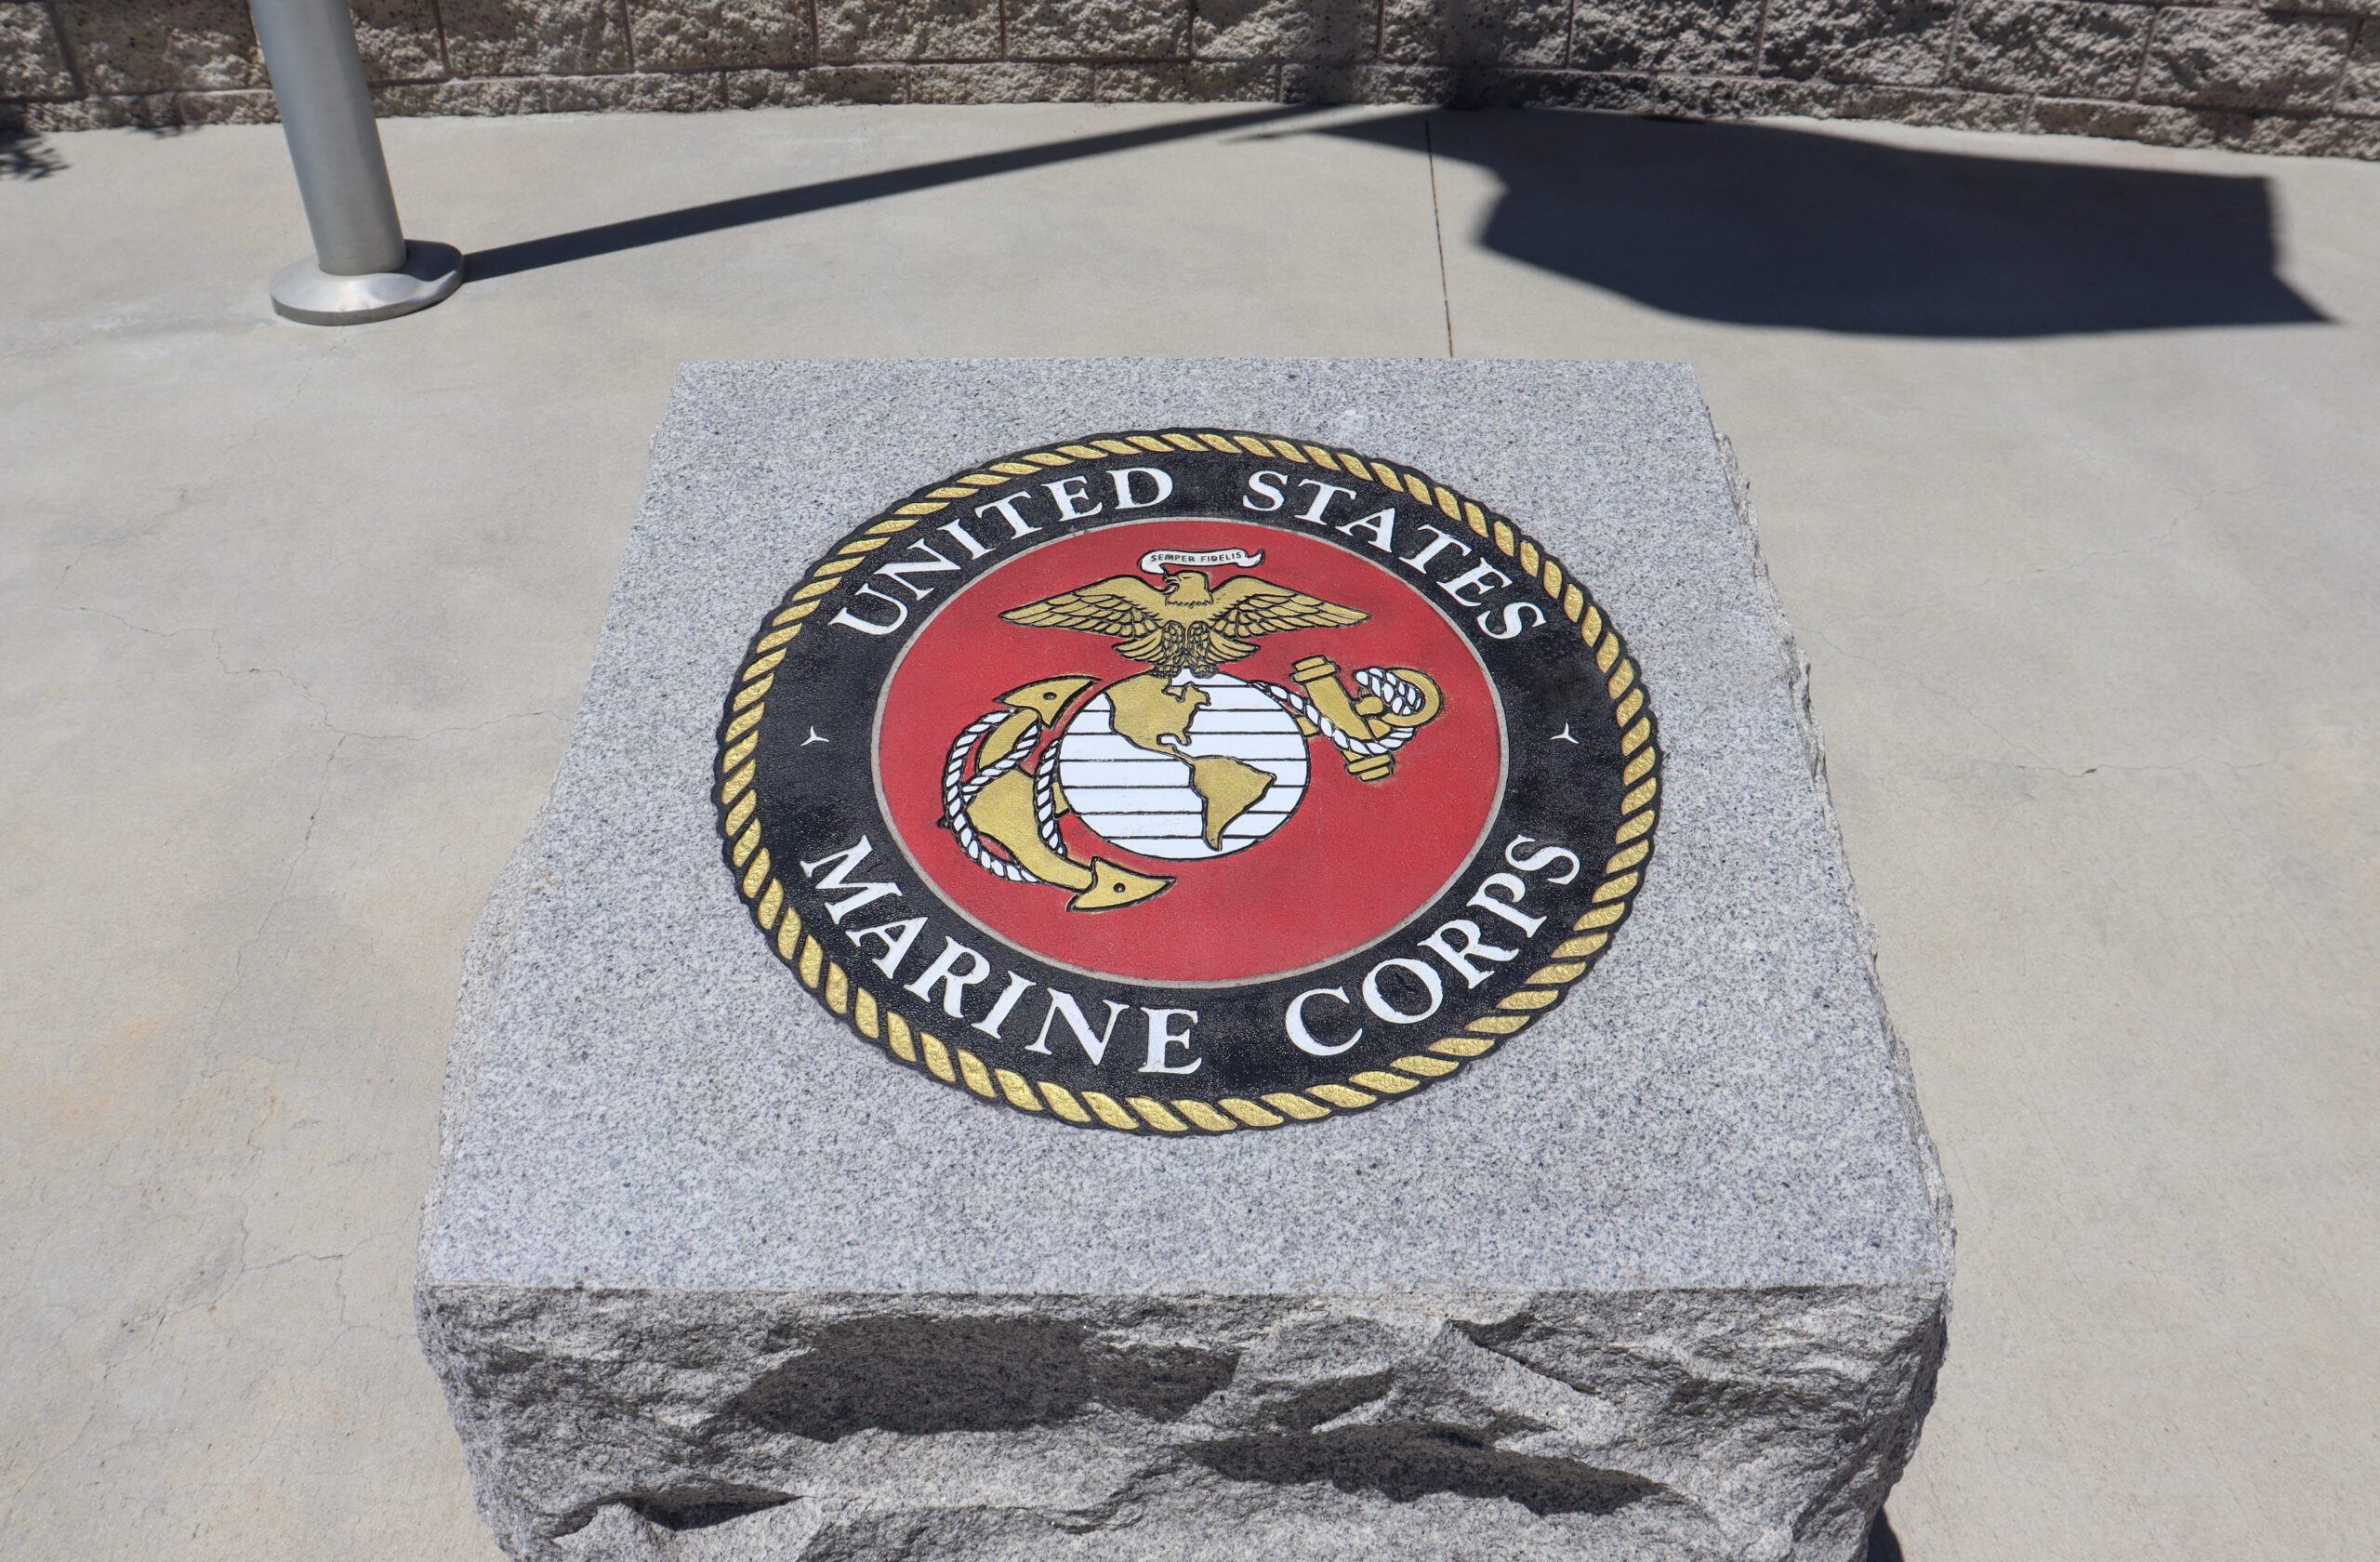 UNITED STATES
SEMPER FIDELIS
MARINE CORPS